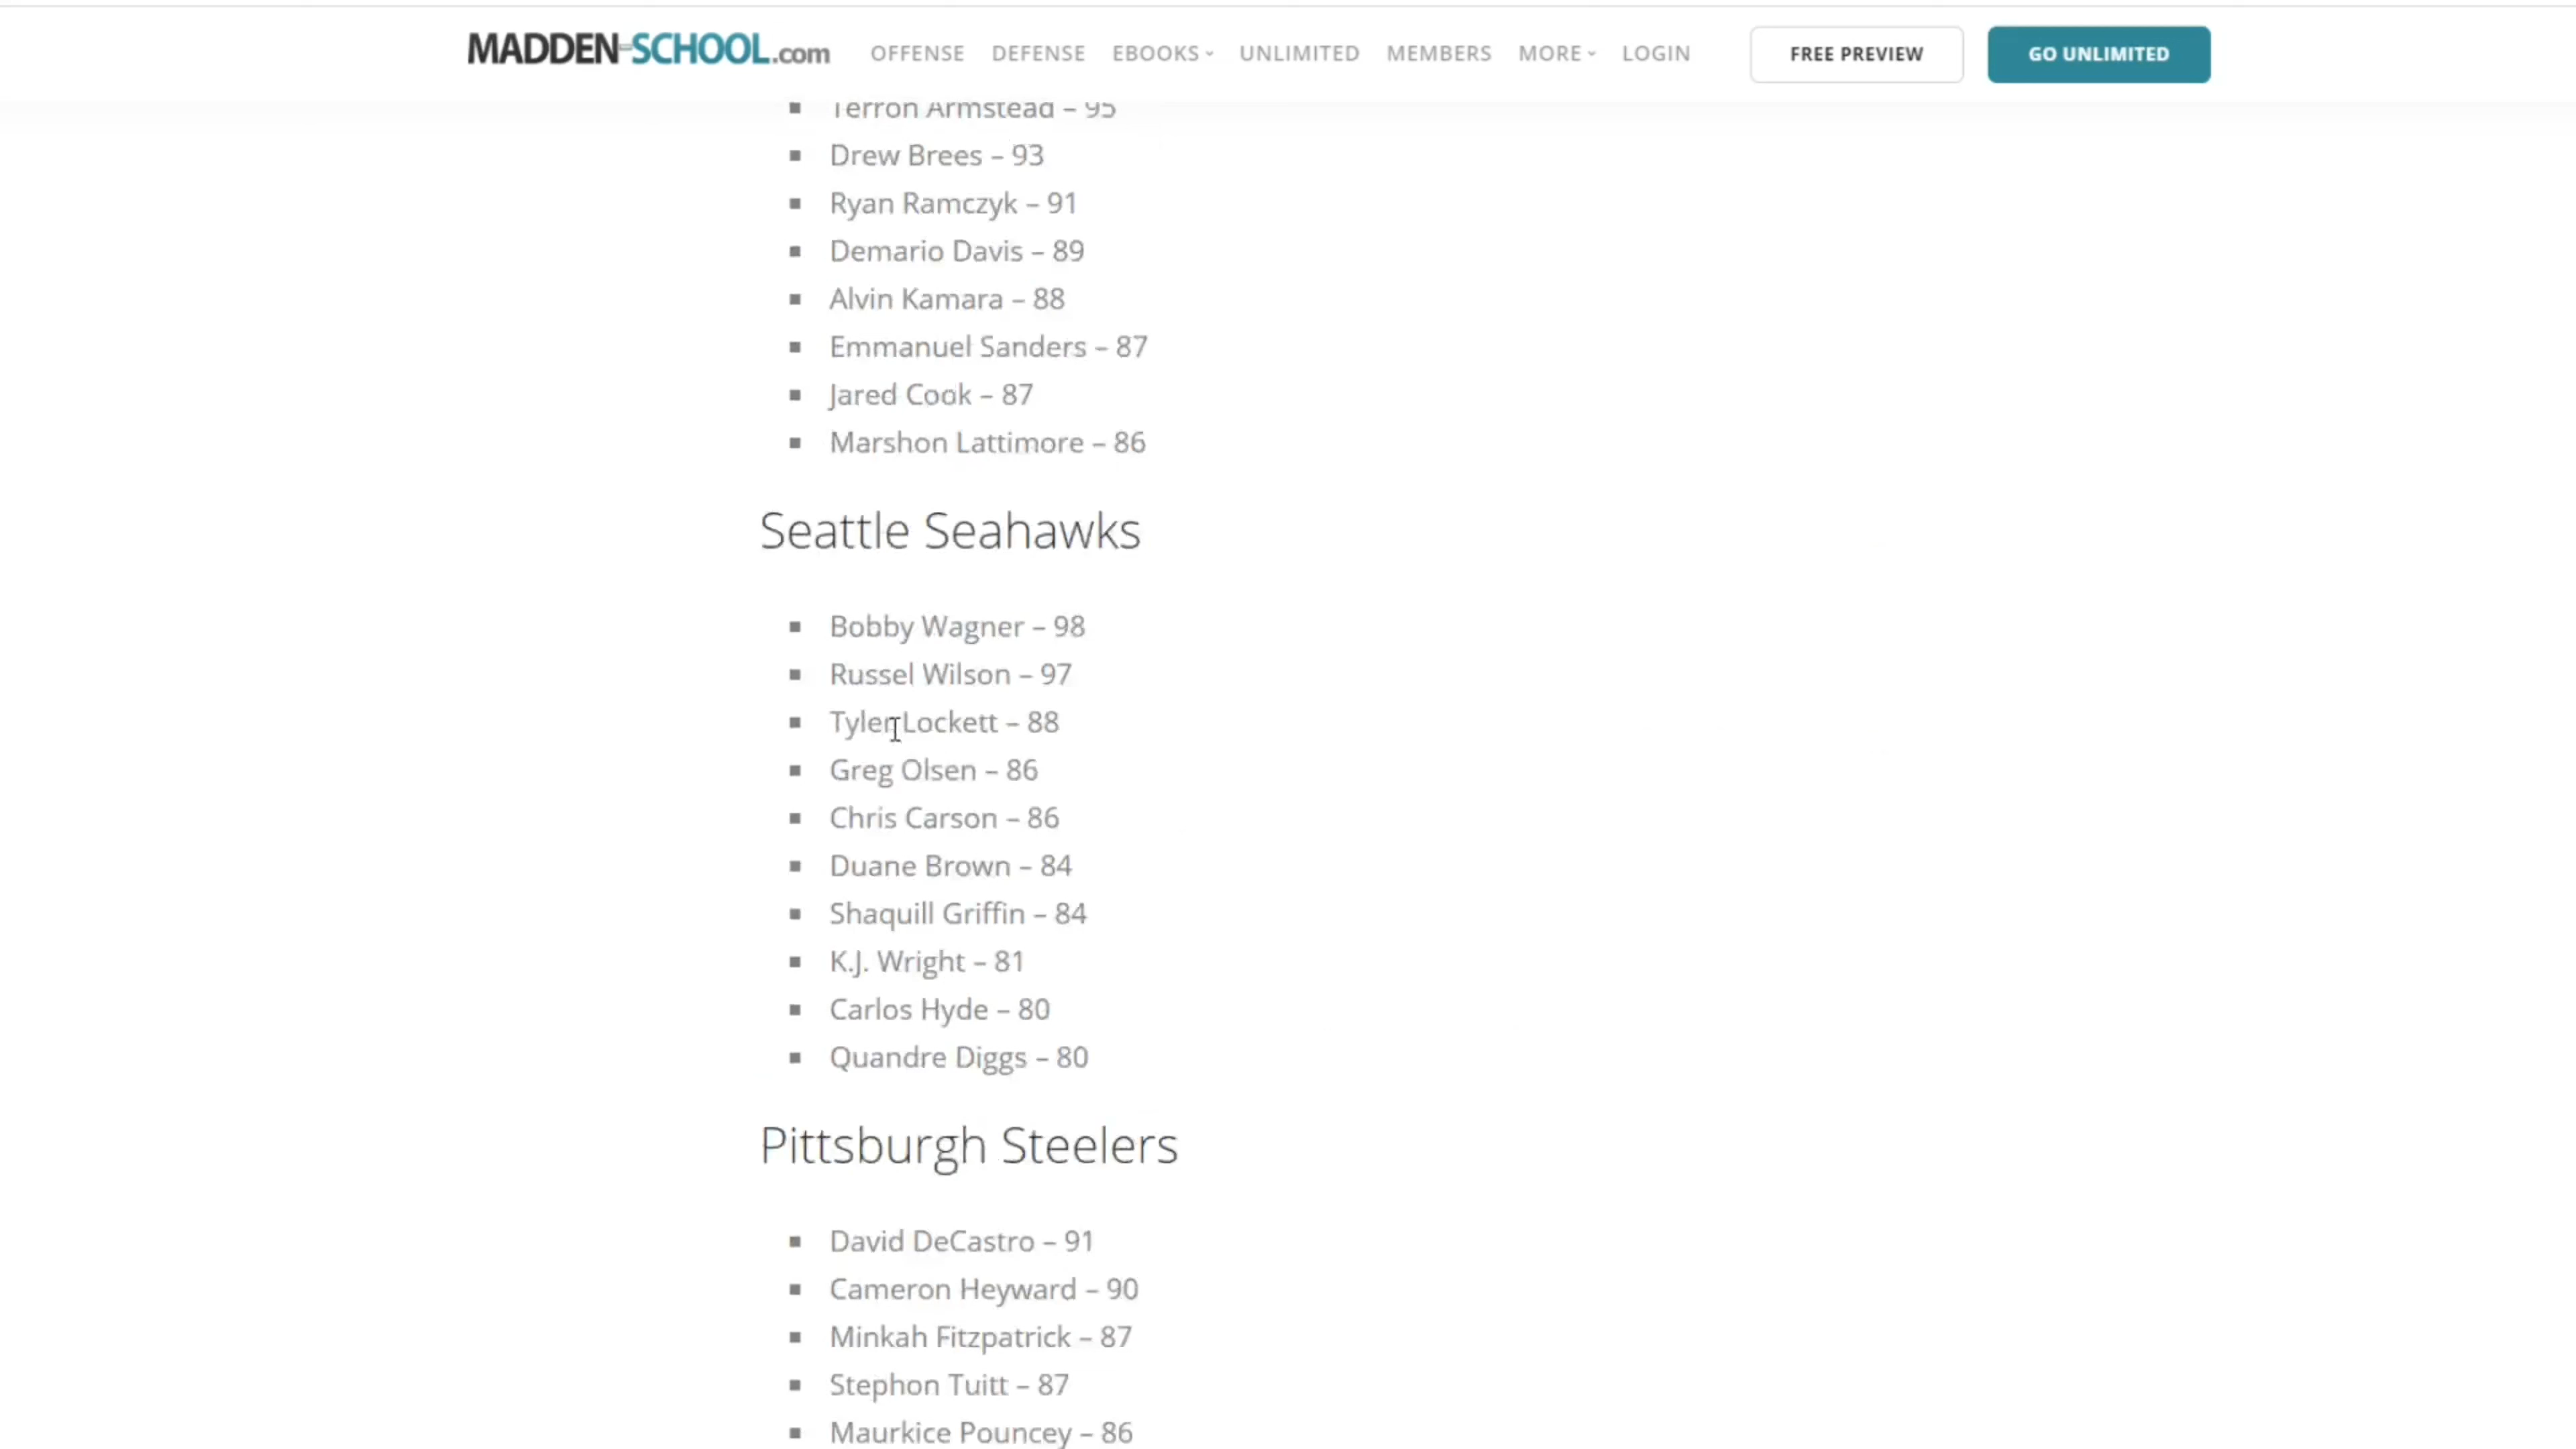 MADDEN-SCHOOL.com OFFENSE DEFENSE EBOOKS UNLIMITED MEMBERS MORE LOGIN FREE PREVIEW GO UNLIMITED
Terron Armstead – 95
Drew Brees – 93
Ryan Ramczyk – 91
Demario Davis – 89
Alvin Kamara – 88
Emmanuel Sanders – 87
Jared Cook – 87
Marshon Lattimore – 86
Seattle Seahawks
Bobby Wagner – 98
Russel Wilson – 97
Tyler Lockett – 88
Greg Olsen – 86
Chris Carson – 86
Duane Brown – 84
Shaquill Griffin – 84
K.J. Wright – 81
Carlos Hyde – 80
Quandre Diggs – 80
Pittsburgh Steelers
David DeCastro – 91
Cameron Heyward – 90
Minkah Fitzpatrick – 87
Stephon Tuitt – 87
Maurkice Pouncey – 86